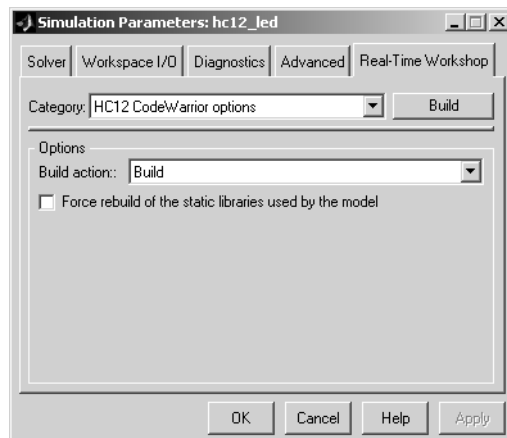 Simulation Parameters: hc12_led
Solver Workspace I/O Diagnostics Advanced Real-Time Workshop
Category: HC12 CodeWarrior options Build
Options
Build action:: Build
Force rebuild of the static libraries used by the model
OK Cancel Help Apply